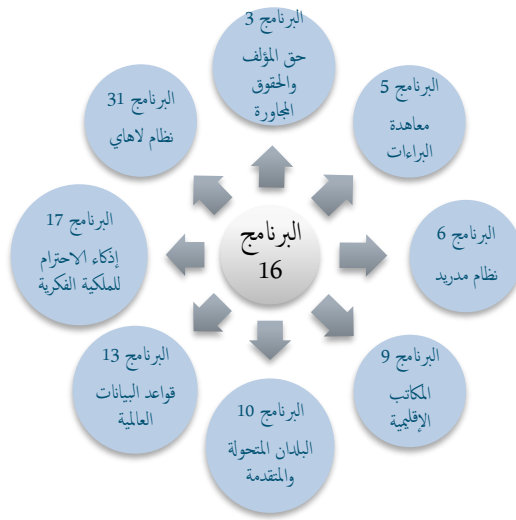 البرنامج 3
حق المؤلف
والحقوق
المجاورة
البرنامج 5
معاهدة
البراءات
البرنامج 6
نظام مدريد
البرنامج 9
المكاتب
الإقليمية
البرنامج 10
البلدان المتحولة
والمتقدمة
البرنامج 13
قواعد البيانات
العالمية
البرنامج 17
إذكاء الاحترام
للملكية الفكرية
البرنامج 31
نظام لاهاي
البرنامج
16